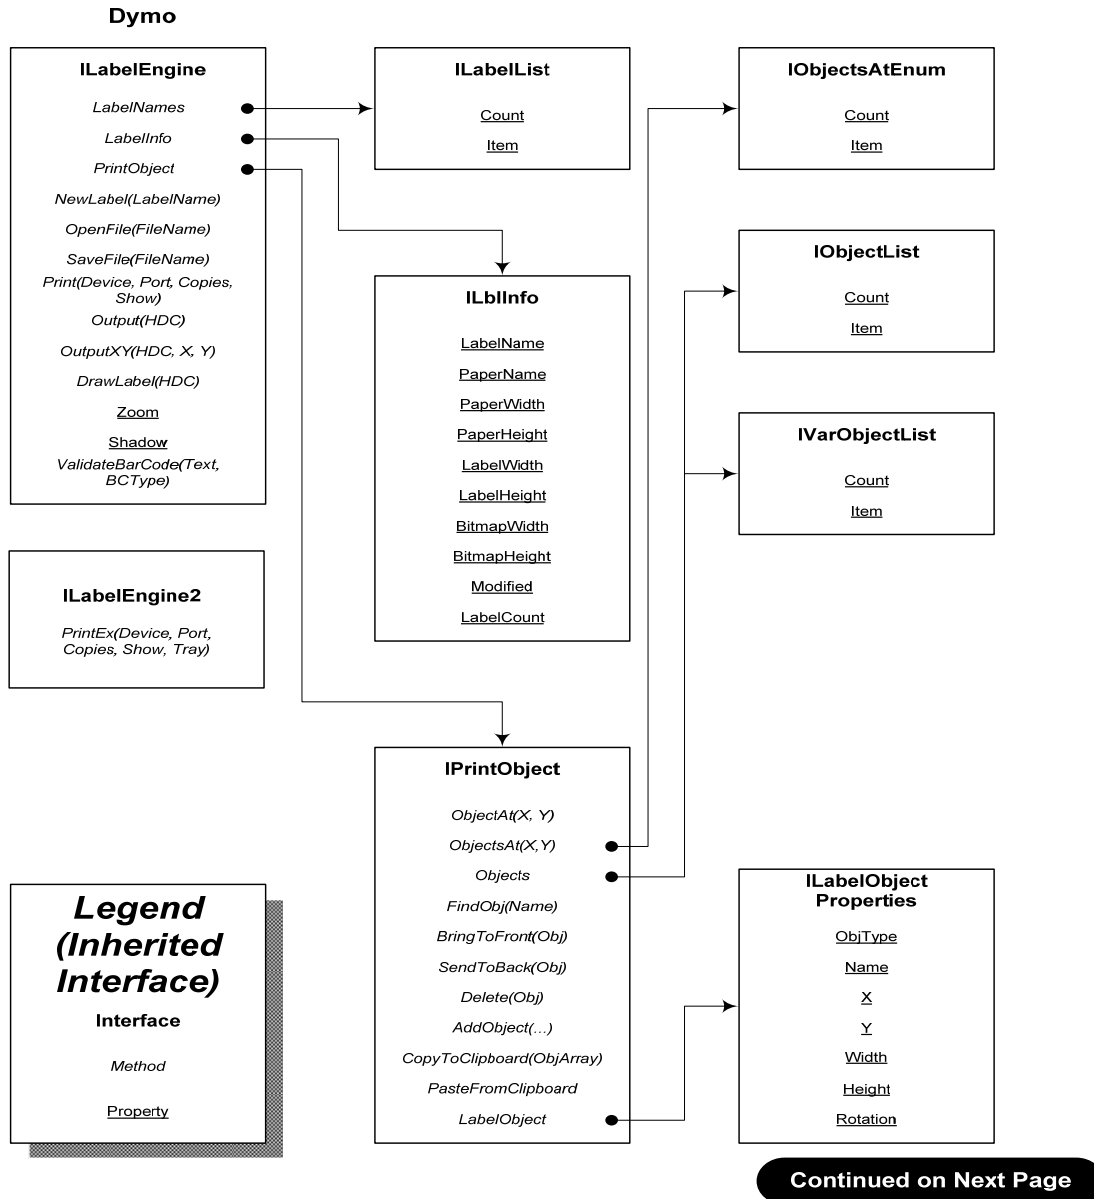 Dymo
ILabelEngine
LabelNames
LabelInfo
PrintObject
NewLabel(LabelName)
OpenFile(FileName)
SaveFile(FileName)
Print(Device, Port, Copies,
Show)
Output(HDC)
OutputXY(HDC, X, Y)
DrawLabel(HDC)
Zoom
Shadow
ValidateBarCode(Text,
BCType)
ILabelEngine2
PrintEx(Device, Port,
Copies, Show, Tray)
Legend
(Inherited
Interface)
Interface
Method
Property
ILabelList
Count
Item
ILblInfo
LabelName
PaperName
PaperWidth
PaperHeight
LabelWidth
LabelHeight
BitmapWidth
BitmapHeight
Modified
LabelCount
IPrintObject
ObjectAt(X, Y)
ObjectsAt(X,Y)
Objects
FindObj(Name)
BringToFront(Obj)
SendToBack(Obj)
Delete(Obj)
AddObject(...)
CopyToClipboard(ObjArray)
PasteFromClipboard
LabelObject
IObjectsAtEnum
Count
Item
IObjectList
Count
Item
IVarObjectList
Count
Item
ILabelObject
Properties
ObjType
Name
X
Y
Width
Height
Rotation
Continued on Next Page